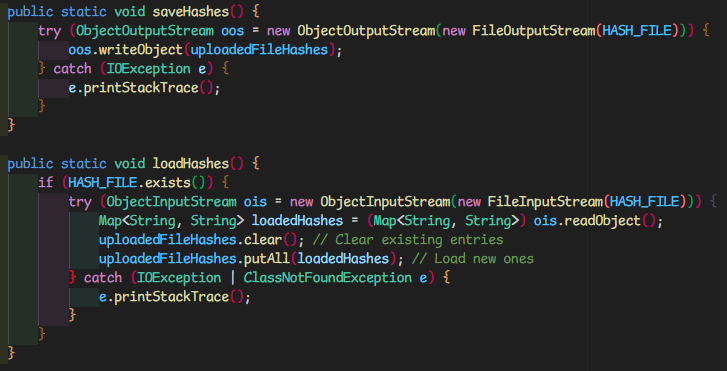 public static void saveHashes() {
    try (ObjectOutputStream oos = new ObjectOutputStream(new FileOutputStream(HASH_FILE))) {
        oos.writeObject(uploadedFileHashes);
    } catch (IOException e) {
        e.printStackTrace();
    }
}

public static void loadHashes() {
    if (HASH_FILE.exists()) {
        try (ObjectInputStream ois = new ObjectInputStream(new FileInputStream(HASH_FILE))) {
            Map<String, String> loadedHashes = (Map<String, String>) ois.readObject();
            uploadedFileHashes.clear(); // Clear existing entries
            uploadedFileHashes.putAll(loadedHashes); // Load new ones
        } catch (IOException | ClassNotFoundException e) {
            e.printStackTrace();
        }
    }
}